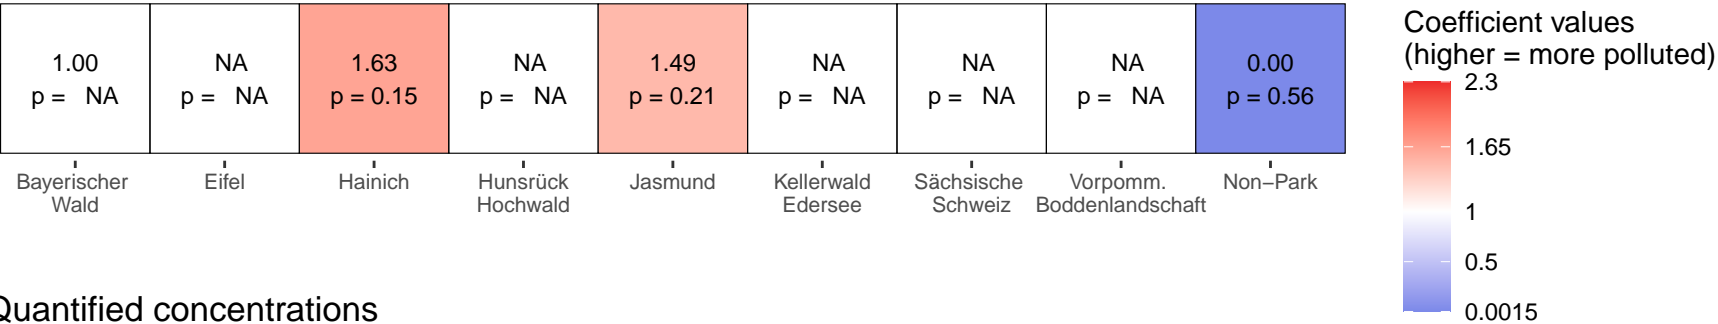 1.00
p =   NA
NA
p =   NA
1.63
p = 0.15
NA
p =   NA
1.49
p = 0.21
NA
p =   NA
NA
p =   NA
NA
p =   NA
0.00
p = 0.56
Bayerischer
Wald
Eifel
Hainich
Hunsrück
Hochwald
Jasmund
Kellerwald
Edersee
Sächsische
Schweiz
Vorpomm.
Boddenlandschaft
Non−Park
Coefficient values
(higher = more polluted)
2.3
1.65
1
0.5
0.0015
Quantified concentrations